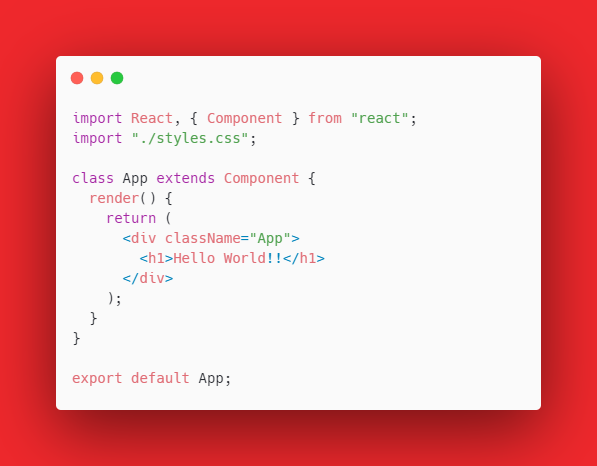 import React, { Component } from "react";
import "./styles.css";

class App extends Component {
  render() {
    return (
      <div className="App">
        <h1>Hello World!!</h1>
      </div>
    );
  }
}

export default App;